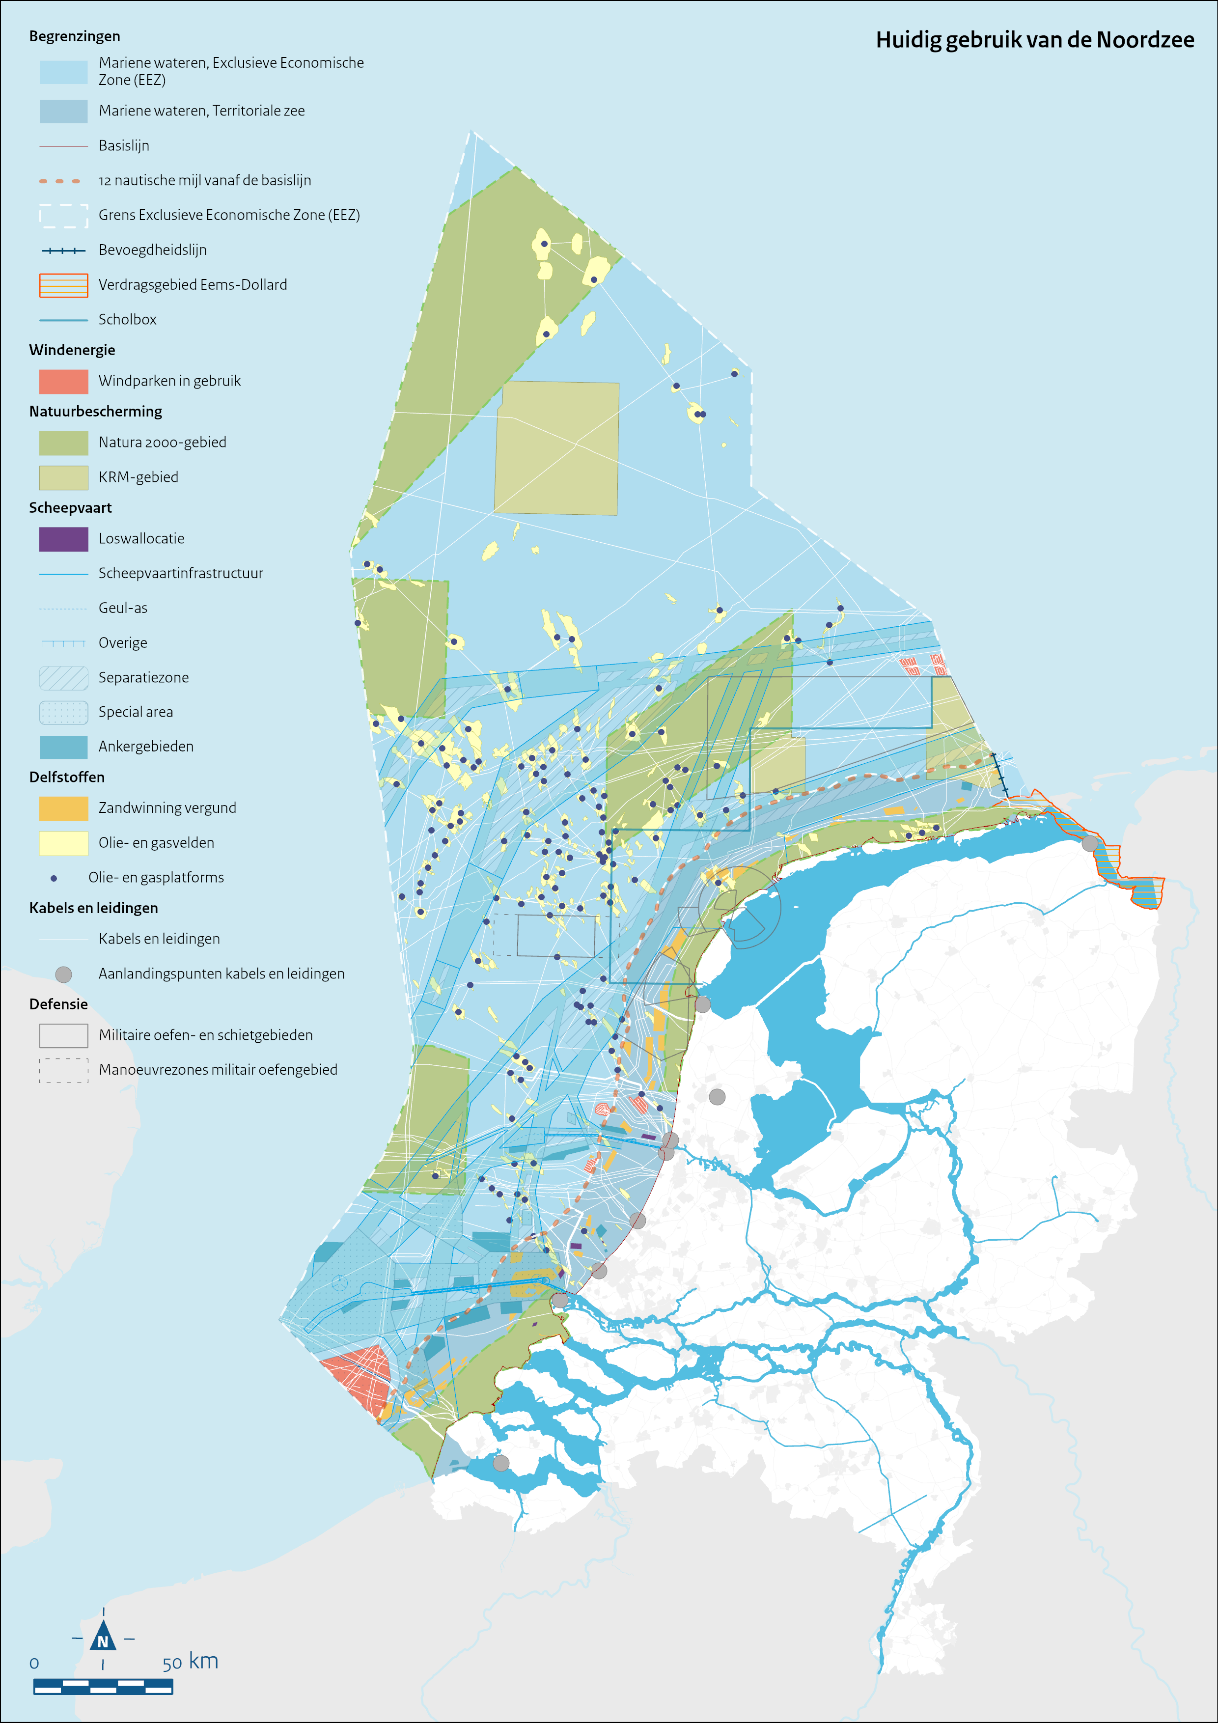 Huidig gebruik van de Noordzee
Begrenzingen
Mariene wateren, Exclusieve Economische
Zone (EEZ)
Mariene wateren, Territoriale zee
Basislijn
12 nautische mijl vanaf de basislijn
Grens Exclusieve Economische Zone (EEZ)
Bevoegdheidslijn
Verdragsgebied Eems-Dollard
Scholbox
Windenergie
Windparken in gebruik
Natuurbescherming
Natura 2000-gebied
KRM-gebied
Scheepvaart
Loswallocatie
Scheepvaartinfrastructuur
Geul-as
Overige
Separatiezone
Special area
Ankergebieden
Delfstoffen
Zandwinning vergund
Olie- en gasvelden
Olie- en gasplatforms
Kabels en leidingen
Kabels en leidingen
Aanlandingspunten kabels en leidingen
Defensie
Militaire oefen- en schietgebieden
Manoeuvrezones militair oefengebied
N
0 50 km